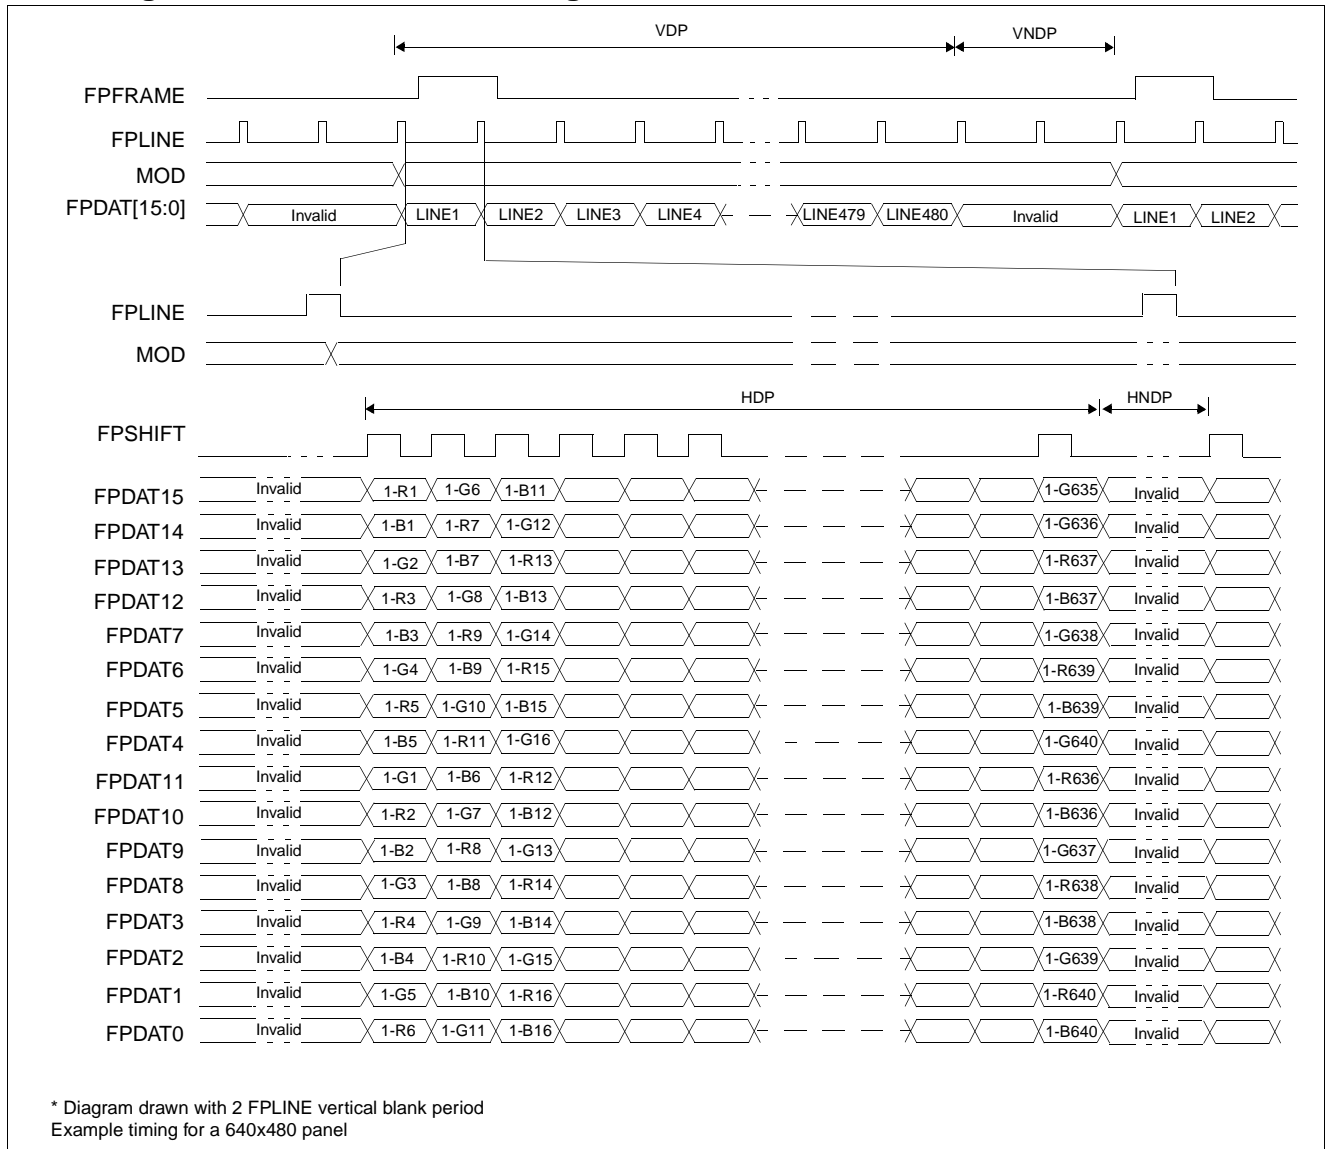 VDP VNDP
FPFRAME
FPLINE
MOD
FPDAT[15:0] Invalid LINE1 LINE2 LINE3 LINE4 LINE479 LINE480 Invalid LINE1 LINE2
FPLINE
MOD
HDP HNDP
FPSHIFT
FPDAT15 Invalid 1-R1 1-G6 1-B11 1-G635 Invalid
FPDAT14 Invalid 1-B1 1-R7 1-G12 1-G636 Invalid
FPDAT13 Invalid 1-G2 1-B7 1-R13 1-R637 Invalid
FPDAT12 Invalid 1-R3 1-G8 1-B13 1-B637 Invalid
FPDAT7 Invalid 1-B3 1-R9 1-G14 1-G638 Invalid
FPDAT6 Invalid 1-G4 1-B9 1-R15 1-R639 Invalid
FPDAT5 Invalid 1-R5 1-G10 1-B15 1-B639 Invalid
FPDAT4 Invalid 1-B5 1-R11 1-G16 1-G640 Invalid
FPDAT11 Invalid 1-G1 1-B6 1-R12 1-R636 Invalid
FPDAT10 Invalid 1-R2 1-G7 1-B12 1-B636 Invalid
FPDAT9 Invalid 1-B2 1-R8 1-G13 1-G637 Invalid
FPDAT8 Invalid 1-G3 1-B8 1-R14 1-R638 Invalid
FPDAT3 Invalid 1-R4 1-G9 1-B14 1-B638 Invalid
FPDAT2 Invalid 1-B4 1-R10 1-G15 1-G639 Invalid
FPDAT1 Invalid 1-G5 1-B10 1-R16 1-R640 Invalid
FPDAT0 Invalid 1-R6 1-G11 1-B16 1-B640 Invalid
* Diagram drawn with 2 FPLINE vertical blank period
Example timing for a 640x480 panel